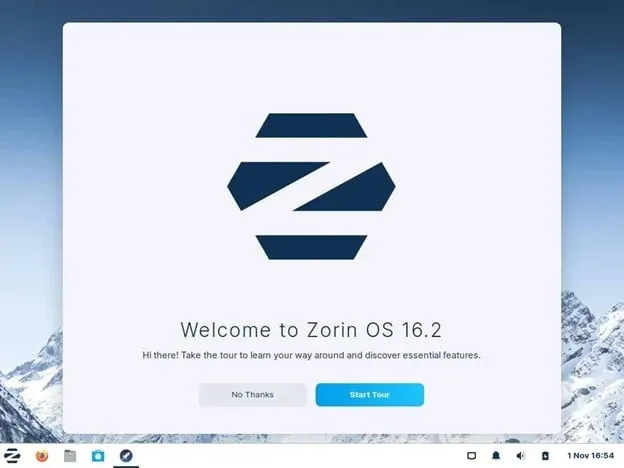 Welcome to Zorin OS 16.2
Hi there! Take the tour to learn your way around and discover essential features.
No Thanks
Start Tour
1 Nov 16:54